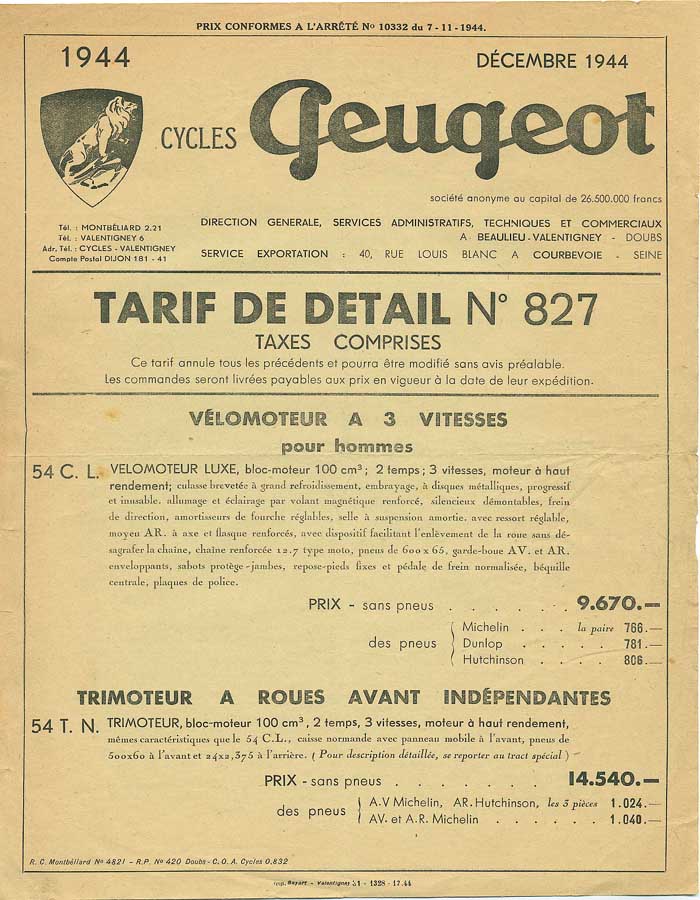 PRIX CONFORMES A L'ARRÊTÉ No 10332 du 7-11-1944.
1944
DÉCEMBRE 1944
CYCLES Peugeot
société anonyme au capital de 26.500.000 francs
Tél. : MONTBÉLIARD 2.21
Tél. : VALENTIGNEY 6
Adr. Tél. : CYCLES - VALENTIGNEY
Compte Postal DIJON 181 - 41
DIRECTION GENERALE, SERVICES ADMINISTRATIFS, TECHNIQUES ET COMMERCIAUX
A BEAULIEU-VALENTIGNEY - DOUBS
SERVICE EXPORTATION : 40, RUE LOUIS BLANC A COURBEVOIE - SEINE
TARIF DE DETAIL N° 827
TAXES COMPRISES
Ce tarif annule tous les précédents et pourra être modifié sans avis préalable.
Les commandes seront livrées payables aux prix en vigueur à la date de leur expédition.
VÉLOMOTEUR A 3 VITESSES
pour hommes
54 C. L. VELOMOTEUR LUXE, bloc-moteur 100 cm³ ; 2 temps ; 3 vitesses, moteur à haut
rendement; culasse brevetée à grand refroidissement, embrayage, à disques métalliques, progressif
et inusable. allumage et éclairage par volant magnétique renforcé, silencieux démontables, frein
de direction, amortisseurs de fourche réglables, selle à suspension amortie. avec ressort réglable,
moyeu AR. à axe et flasque renforcés, avec dispositif facilitant l'enlèvement de la roue sans dé-
sagrafer la chaîne, chaîne renforcée 12.7 type moto, pneus de 600 x 65, garde-boue AV. et AR.
enveloppants, sabots protège-jambes, repose-pieds fixes et pédale de frein normalisée, béquille
centrale, plaques de police.
PRIX - sans pneus . . . . . . . 9.670.—
des pneus
Michelin . . . . la paire 766.—
Dunlop . . . . . 781.—
Hutchinson . . . . 806.—
TRIMOTEUR A ROUES AVANT INDÉPENDANTES
54 T. N. TRIMOTEUR, bloc-moteur 100 cm³, 2 temps, 3 vitesses, moteur à haut rendement,
mêmes caractéristiques que le 54 C.L., caisse normande avec panneau mobile à l'avant, pneus de
500x60 à l'avant et 24x2,375 à l'arrière. ( Pour description détaillée, se reporter au tract spécial )
PRIX - sans pneus . . . . . . 14.540.—
des pneus
A.V Michelin, AR. Hutchinson, les 3 pièces 1.024.—
AV. et A.R. Michelin . . . . . . 1.040.—
R. C. Montbéliard No 4821 - R.P. No 420 Doubs - C. O. A. Cycles 0.832
Imp. Bayart - Valentigney 31 - 1328 - 17.44